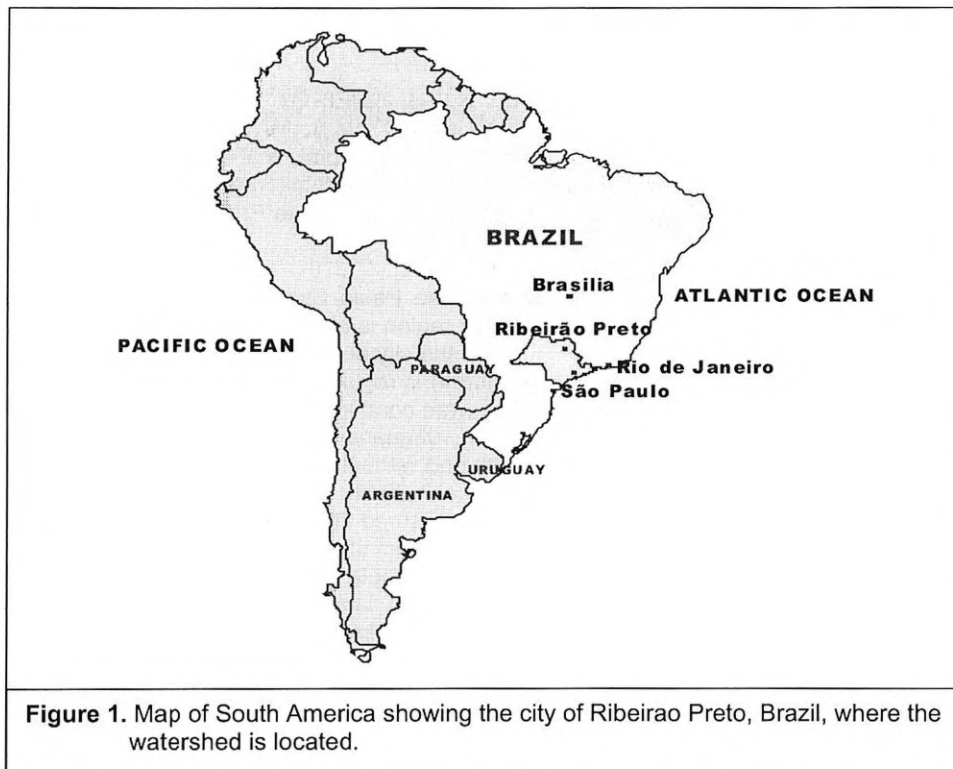 BRAZIL
Brasilia
ATLANTIC OCEAN
Ribeirão Preto
PACIFIC OCEAN
PARAGUAY
Rio de Janeiro
São Paulo
URUGUAY
ARGENTINA
Figure 1. Map of South America showing the city of Ribeirao Preto, Brazil, where the
watershed is located.